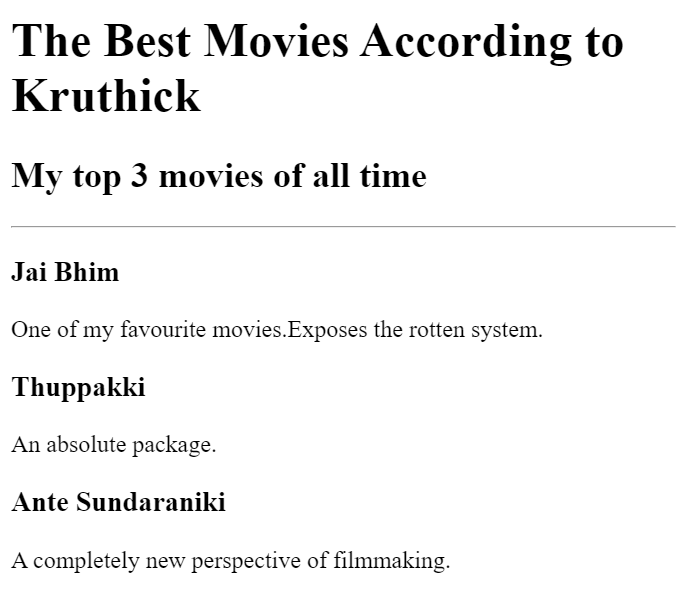 The Best Movies According to
Kruthick
My top 3 movies of all time
Jai Bhim
One of my favourite movies.Exposes the rotten system.
Thuppakki
An absolute package.
Ante Sundaraniki
A completely new perspective of filmmaking.